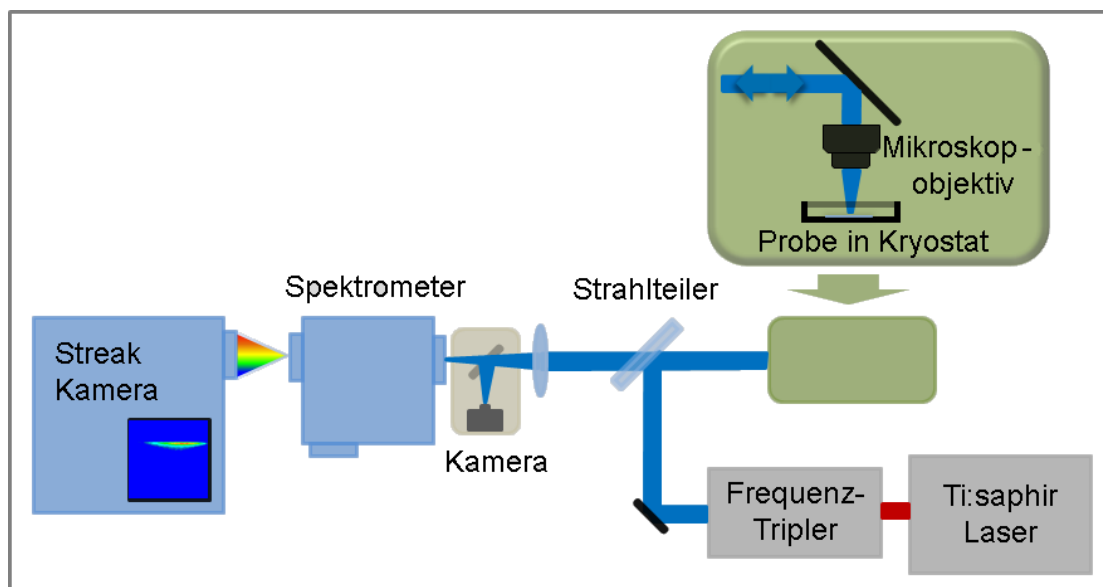 Mikroskop-
objektiv
Probe in Kryostat
Spektrometer
Strahlteiler
Streak
Kamera
Kamera
Frequenz-
Tripler
Ti:saphir
Laser